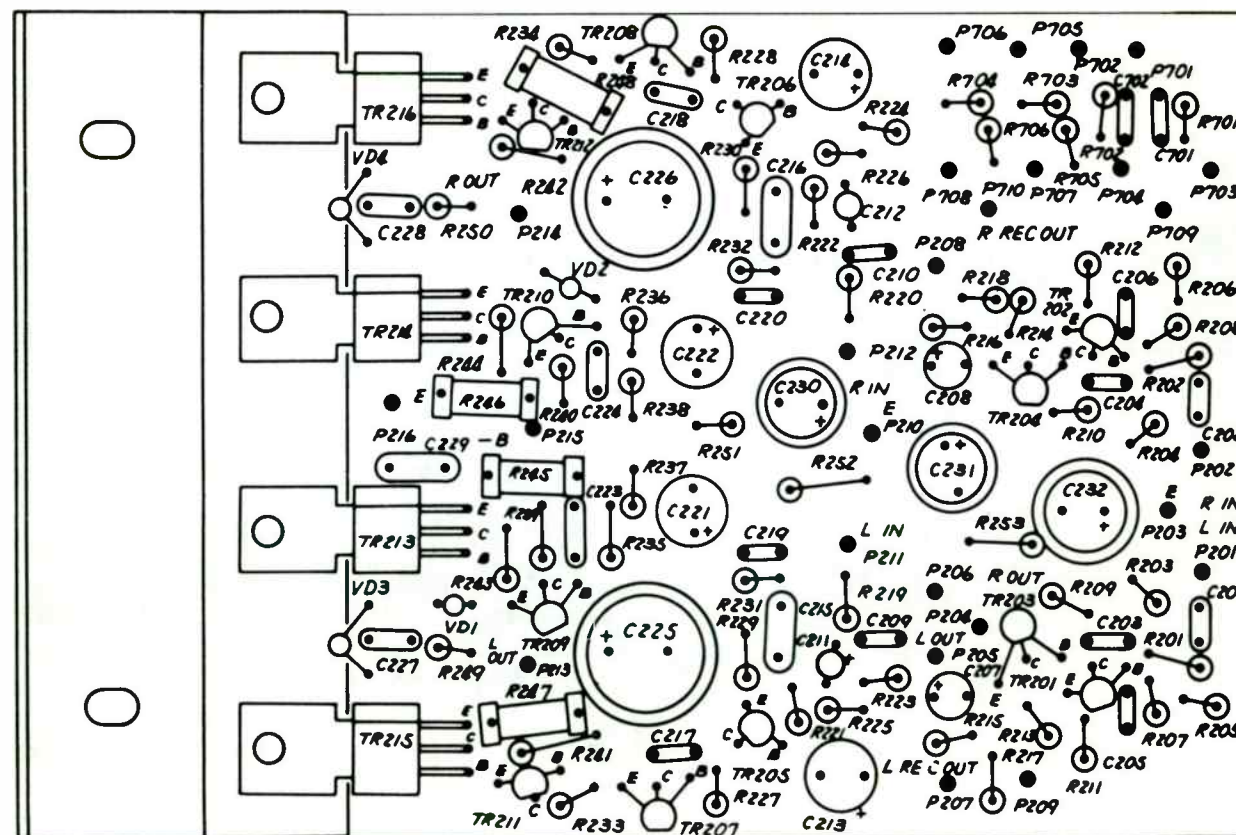 R234 TR208 R228 C214 P706 P705 P702 C702 P701
TR216 E C B
E C B R208 C218 TR206 C B E R224 R704 R703 R706 R702 C701 R701
TR212 R230 C216 R226 R705
VD4 R OUT R242 C226 C212 P708 P710 P707 P704 P703
C228 R250 P214 R222 R REC OUT P709
R232 P208 R212
VD2 C210 R218 TR202 C206 R206
TR214 E C B
TR210 B C E R236 C220 R220 R214 E C B R208
R244 C222 P212 R216 E C B R202
E R246 R240 C224 R238 C230 R IN C208 TR204 C204
P216 P215 R251 E P210 R210 R204
C229 - B R245 R237 R252 C231 P202
C223 C221 C232 E R IN
TR213 E C B
R235 C219 L IN R253 P203 L IN
R243 P211 P201
VD3 VD1 E C B R231 C215 R219 P206 R OUT R209 R203
TR209 R229 C211 C209 P204 TR203 C203 R201
C227 R249 L OUT P213 C225 L OUT P205 B C E
C207 TR201 E C B
R247 R223 R215 R213 R207 R205
TR215 E C B
R241 C217 E C B R221 R225 R217 C205
E B C E C B TR205 L REC OUT R211
TR211 R233 TR207 R227 C213 P207 P209